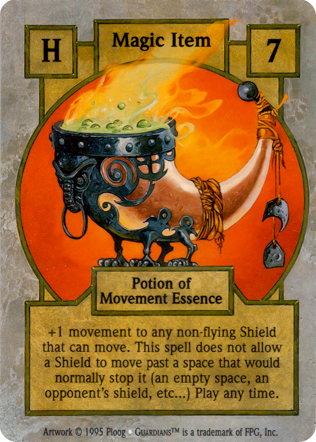 H
Magic Item
7
Potion of
Movement Essence
+1 movement to any non-flying Shield
that can move. This spell does not allow
a Shield to move past a space that would
normally stop it (an empty space, an
opponent's shield, etc...) Play any time.
Artwork © 1995 Ploog • GUARDIANS™ is a trademark of FPG, Inc.